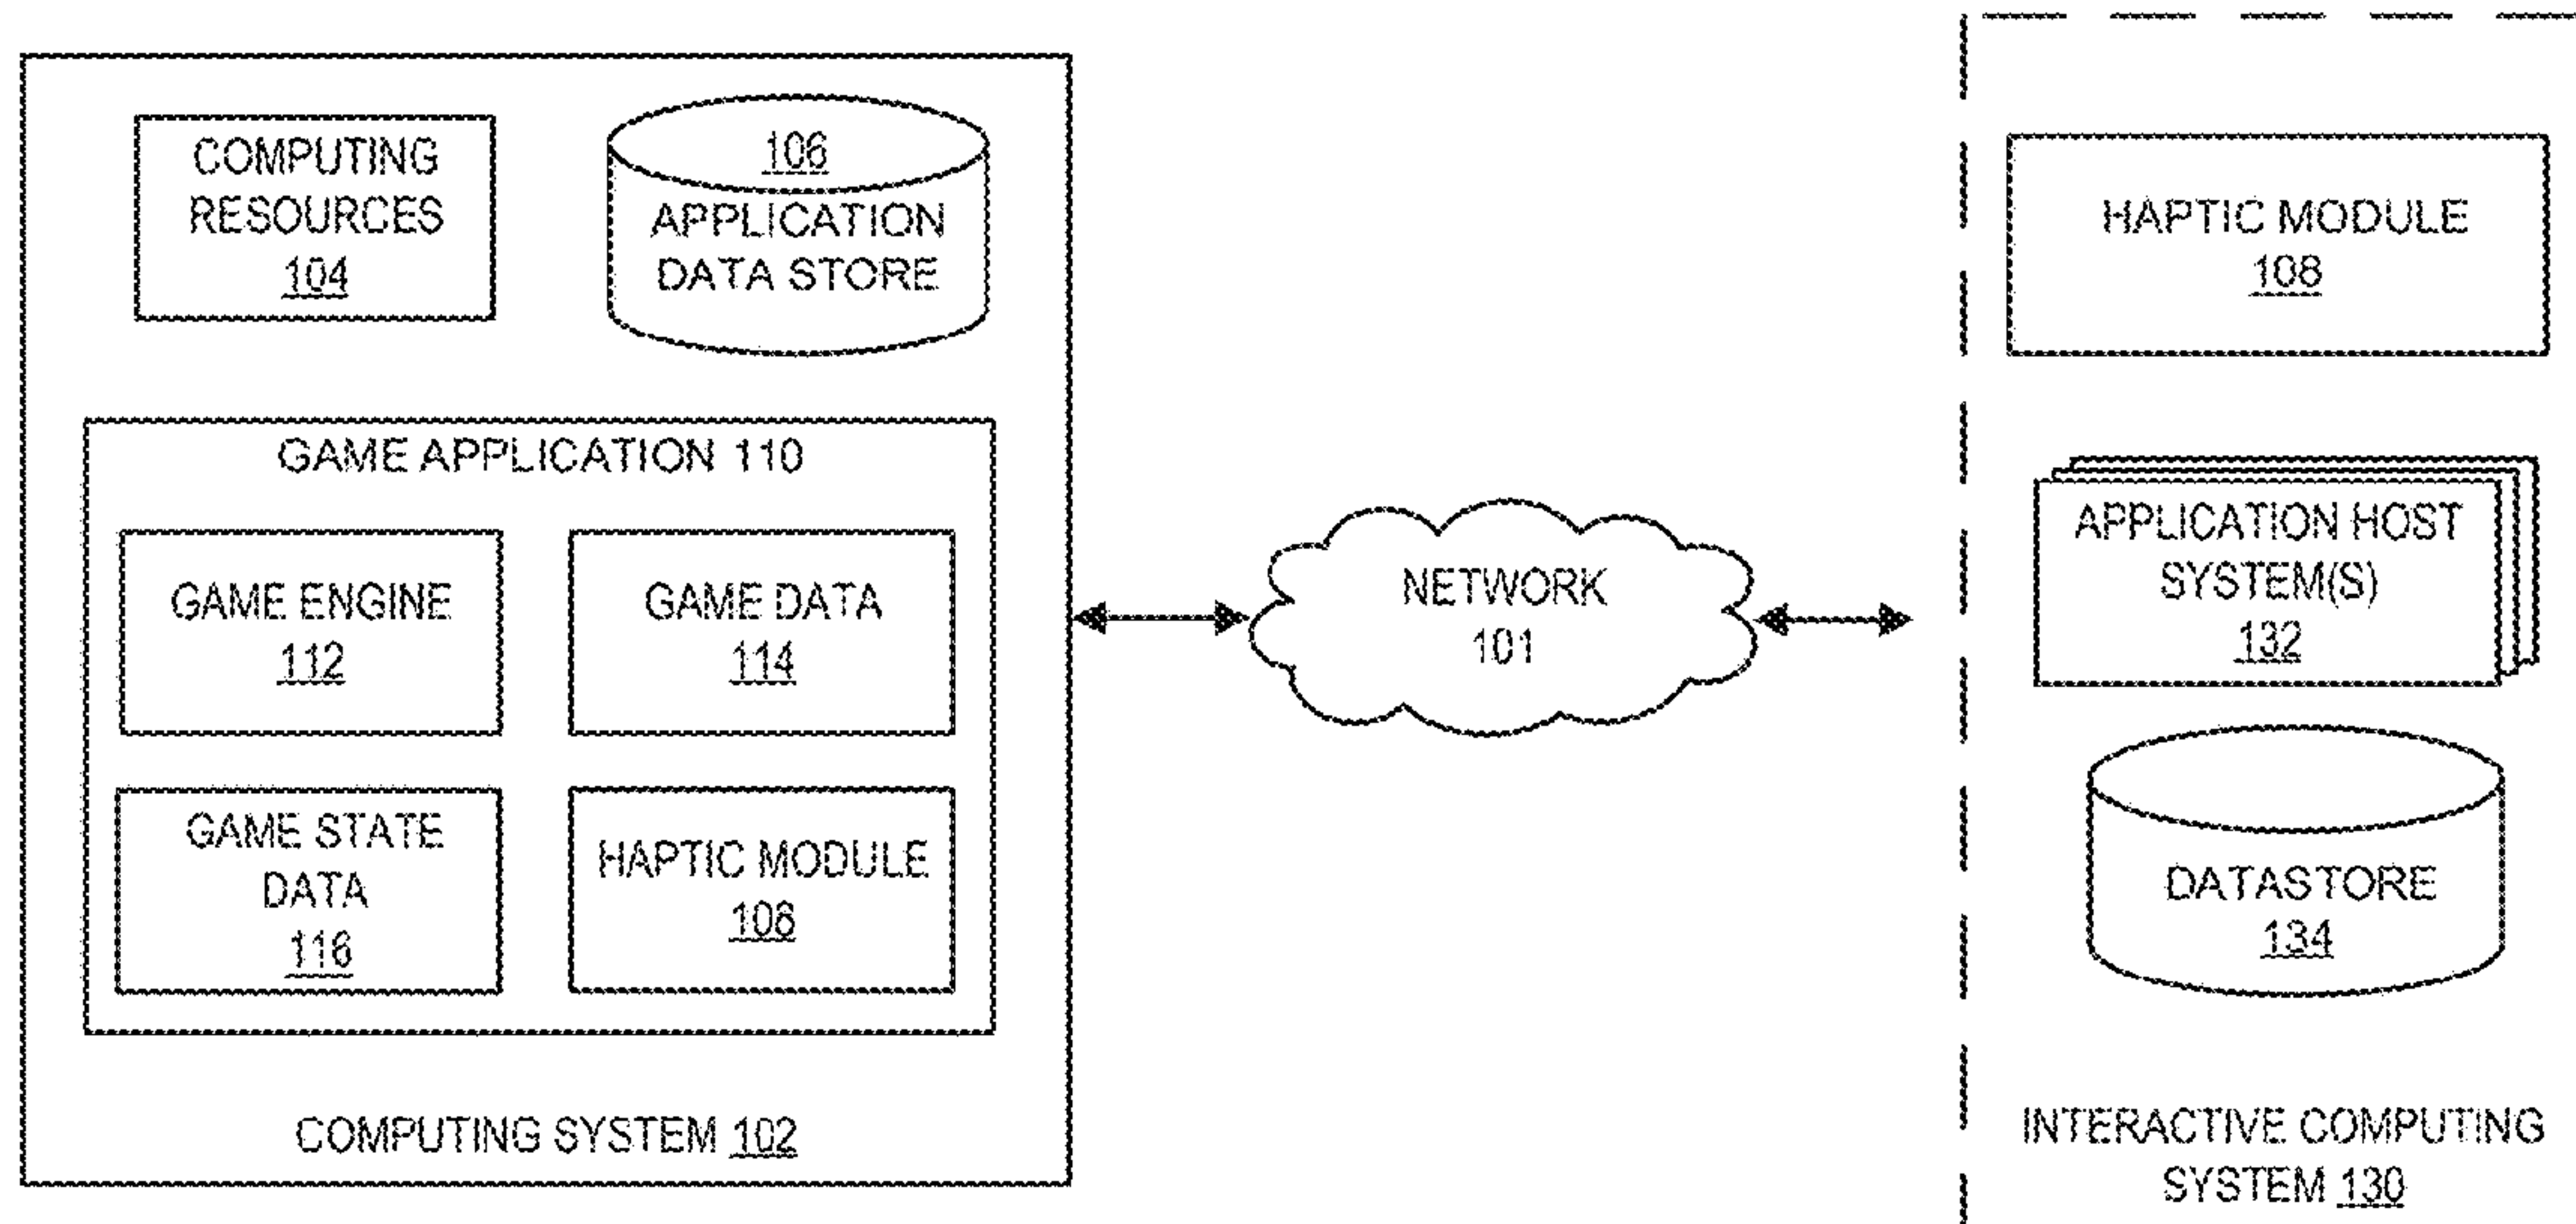 COMPUTING
RESOURCES
104
106
APPLICATION
DATA STORE
GAME APPLICATION 110
GAME ENGINE
112
GAME DATA
114
GAME STATE
DATA
116
HAPTIC MODULE
108
COMPUTING SYSTEM 102
NETWORK
101
HAPTIC MODULE
108
APPLICATION HOST
SYSTEM(S)
132
DATASTORE
134
INTERACTIVE COMPUTING
SYSTEM 130